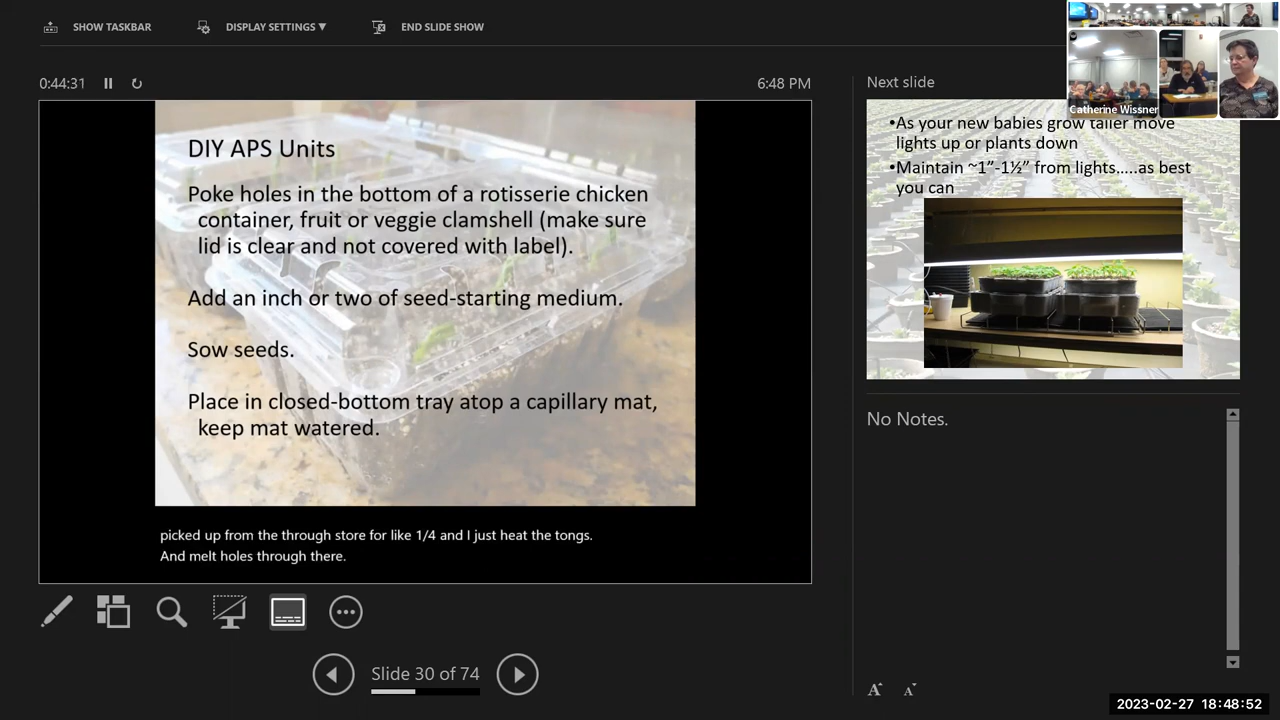 SHOW TASKBAR
DISPLAY SETTINGS ▼
END SLIDE SHOW
0:44:31
6:48 PM
DIY APS Units
Poke holes in the bottom of a rotisserie chicken
container, fruit or veggie clamshell (make sure
lid is clear and not covered with label).
Add an inch or two of seed-starting medium.
Sow seeds.
Place in closed-bottom tray atop a capillary mat,
keep mat watered.
picked up from the through store for like 1/4 and I just heat the tongs.
And melt holes through there.
Slide 30 of 74
Next slide
Catherine Wissner
•As your new babies grow taller move
lights up or plants down
•Maintain ~1”-1½” from lights.....as best
you can
No Notes.
A A
2023-02-27 18:48:52